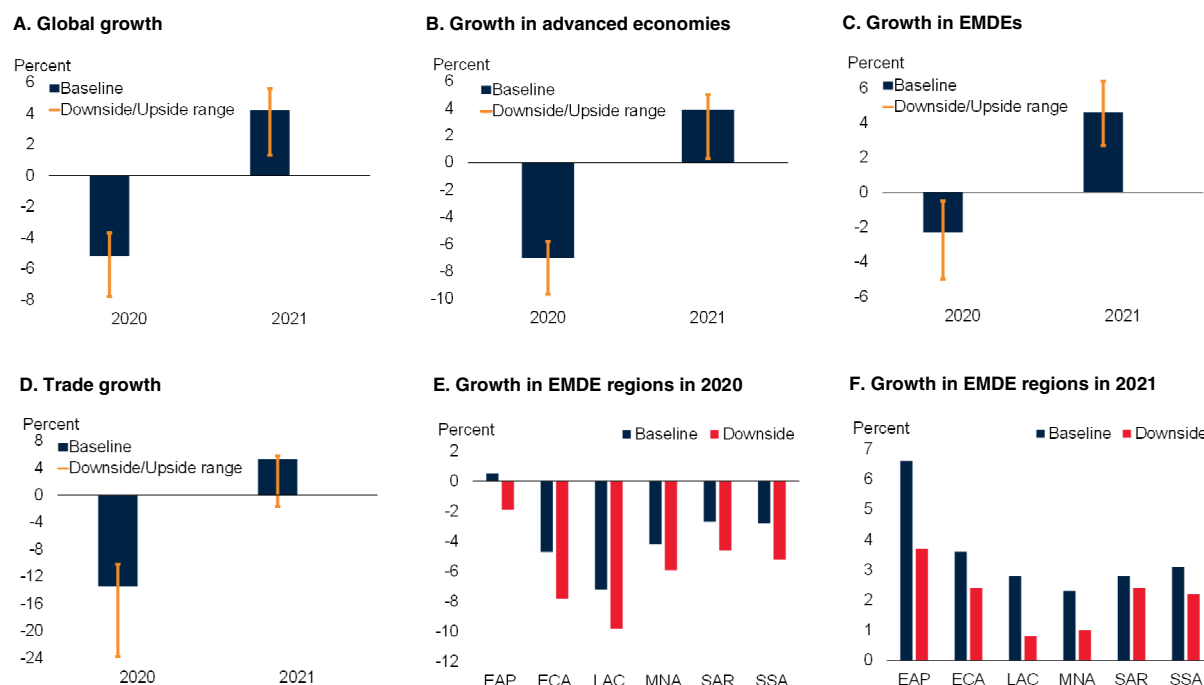 A. Global growth
Percent
6
4
2
0
-2
-4
-6
-8
Baseline
Downside/Upside range
2020
2021
B. Growth in advanced economies
Percent
6
4
2
0
-2
-4
-6
-8
-10
Baseline
Downside/Upside range
2020
2021
C. Growth in EMDEs
Percent
6
4
2
0
-2
-4
-6
Baseline
Downside/Upside range
2020
2021
D. Trade growth
Percent
8
4
0
-4
-8
-12
-16
-20
-24
Baseline
Downside/Upside range
2020
2021
E. Growth in EMDE regions in 2020
Percent
2
0
-2
-4
-6
-8
-10
-12
Baseline Downside
EAP ECA LAC MNA SAR SSA
F. Growth in EMDE regions in 2021
Percent
7
6
5
4
3
2
1
0
Baseline Downside
EAP ECA LAC MNA SAR SSA